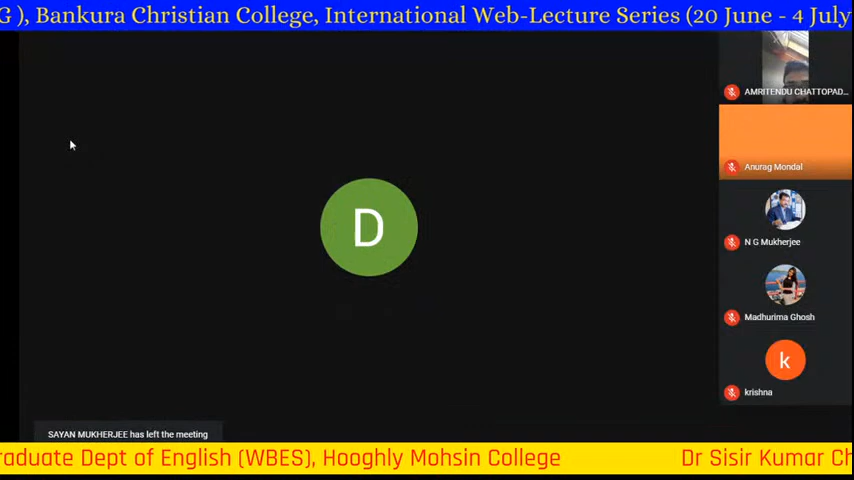 G ), Bankura Christian College, International Web-Lecture Series (20 June - 4 July
AMRITENDU CHATTOPAD...
Anurag Mondal
D
N G Mukherjee
Madhurima Ghosh
k
krishna
SAYAN MUKHERJEE has left the meeting
raduate Dept of English (WBES), Hooghly Mohsin College Dr Sisir Kumar Ch